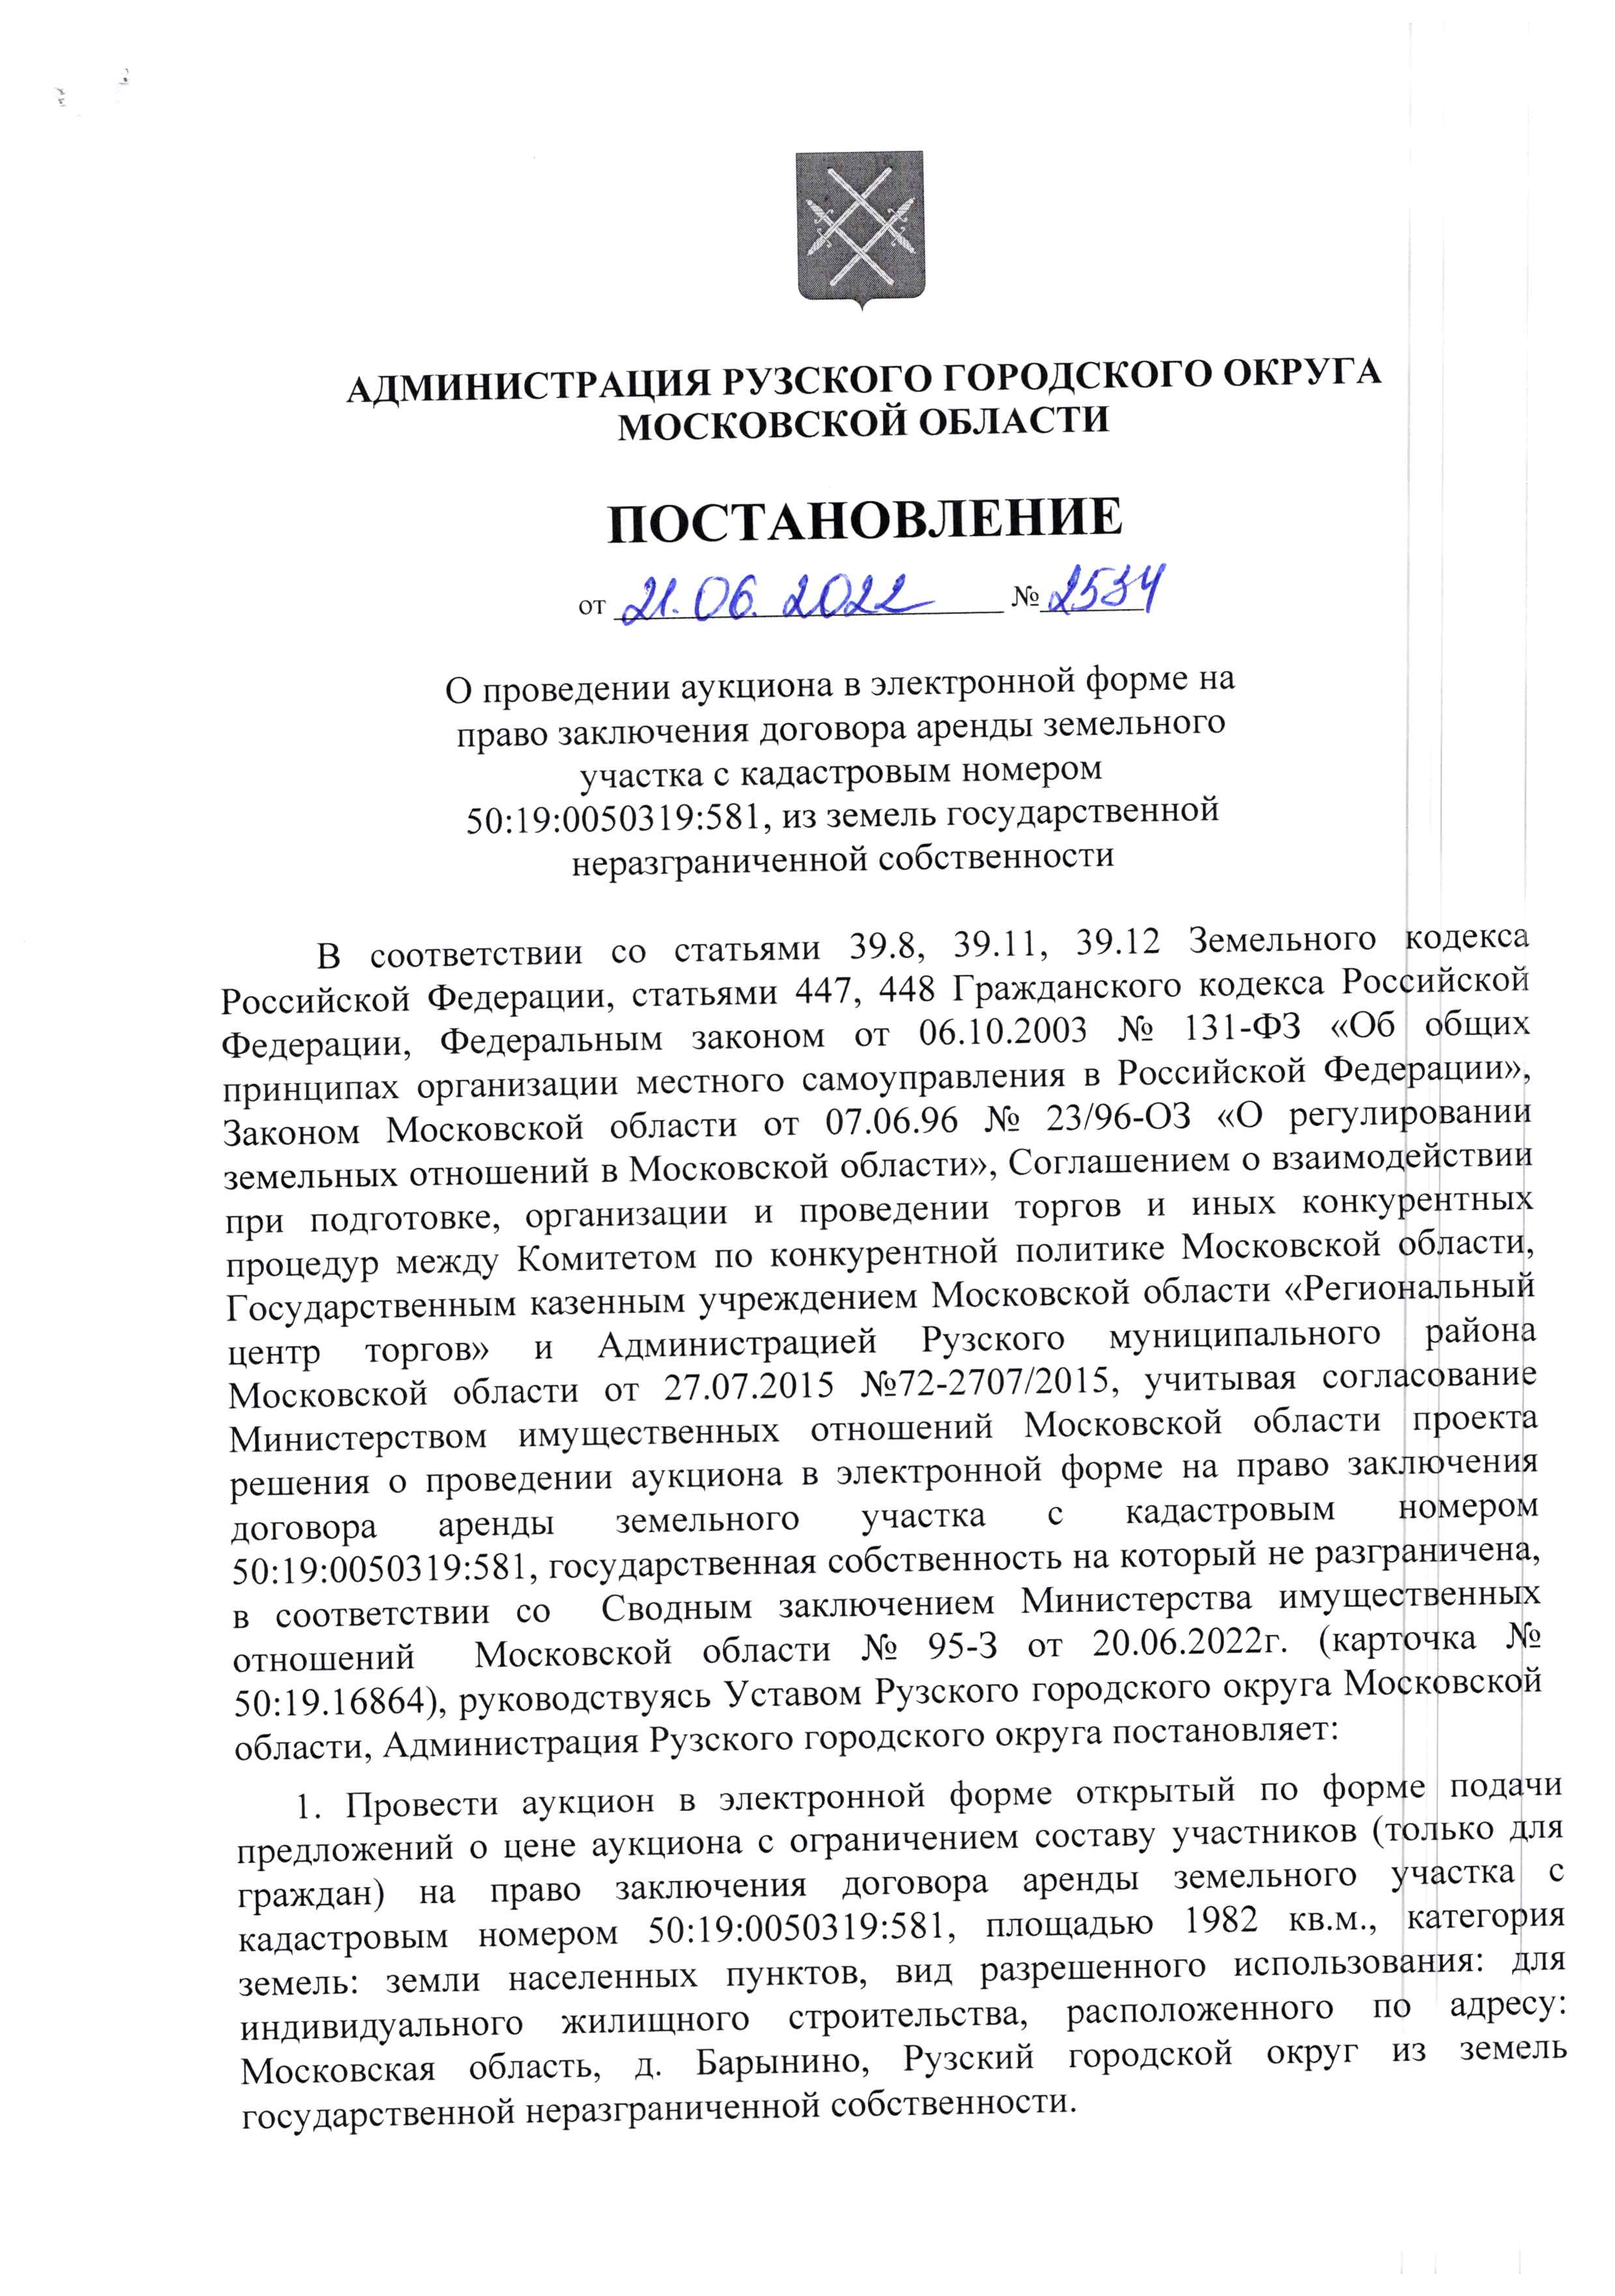 АДМИНИСТРАЦИЯ РУЗСКОГО ГОРОДСКОГО ОКРУГА
МОСКОВСКОЙ ОБЛАСТИ
ПОСТАНОВЛЕНИЕ
от 21.06.2022 № 2534
О проведении аукциона в электронной форме на
право заключения договора аренды земельного
участка с кадастровым номером
50:19:0050319:581, из земель государственной
неразграниченной собственности
В соответствии со статьями 39.8, 39.11, 39.12 Земельного кодекса
Российской Федерации, статьями 447, 448 Гражданского кодекса Российской
Федерации, Федеральным законом от 06.10.2003 № 131-ФЗ «Об общих
принципах организации местного самоуправления в Российской Федерации»,
Законом Московской области от 07.06.96 № 23/96-ОЗ «О регулировании
земельных отношений в Московской области», Соглашением о взаимодействии
при подготовке, организации и проведении торгов и иных конкурентных
процедур между Комитетом по конкурентной политике Московской области,
Государственным казенным учреждением Московской области «Региональный
центр торгов» и Администрацией Рузского муниципального района
Московской области от 27.07.2015 №72-2707/2015, учитывая согласование
Министерством имущественных отношений Московской области проекта
решения о проведении аукциона в электронной форме на право заключения
договора аренды земельного участка с кадастровым номером
50:19:0050319:581, государственная собственность на который не разграничена,
в соответствии со Сводным заключением Министерства имущественных
отношений Московской области № 95-З от 20.06.2022г. (карточка №
50:19.16864), руководствуясь Уставом Рузского городского округа Московской
области, Администрация Рузского городского округа постановляет:
1. Провести аукцион в электронной форме открытый по форме подачи
предложений о цене аукциона с ограничением составу участников (только для
граждан) на право заключения договора аренды земельного участка с
кадастровым номером 50:19:0050319:581, площадью 1982 кв.м., категория
земель: земли населенных пунктов, вид разрешенного использования: для
индивидуального жилищного строительства, расположенного по адресу:
Московская область, д. Барынино, Рузский городской округ из земель
государственной неразграниченной собственности.